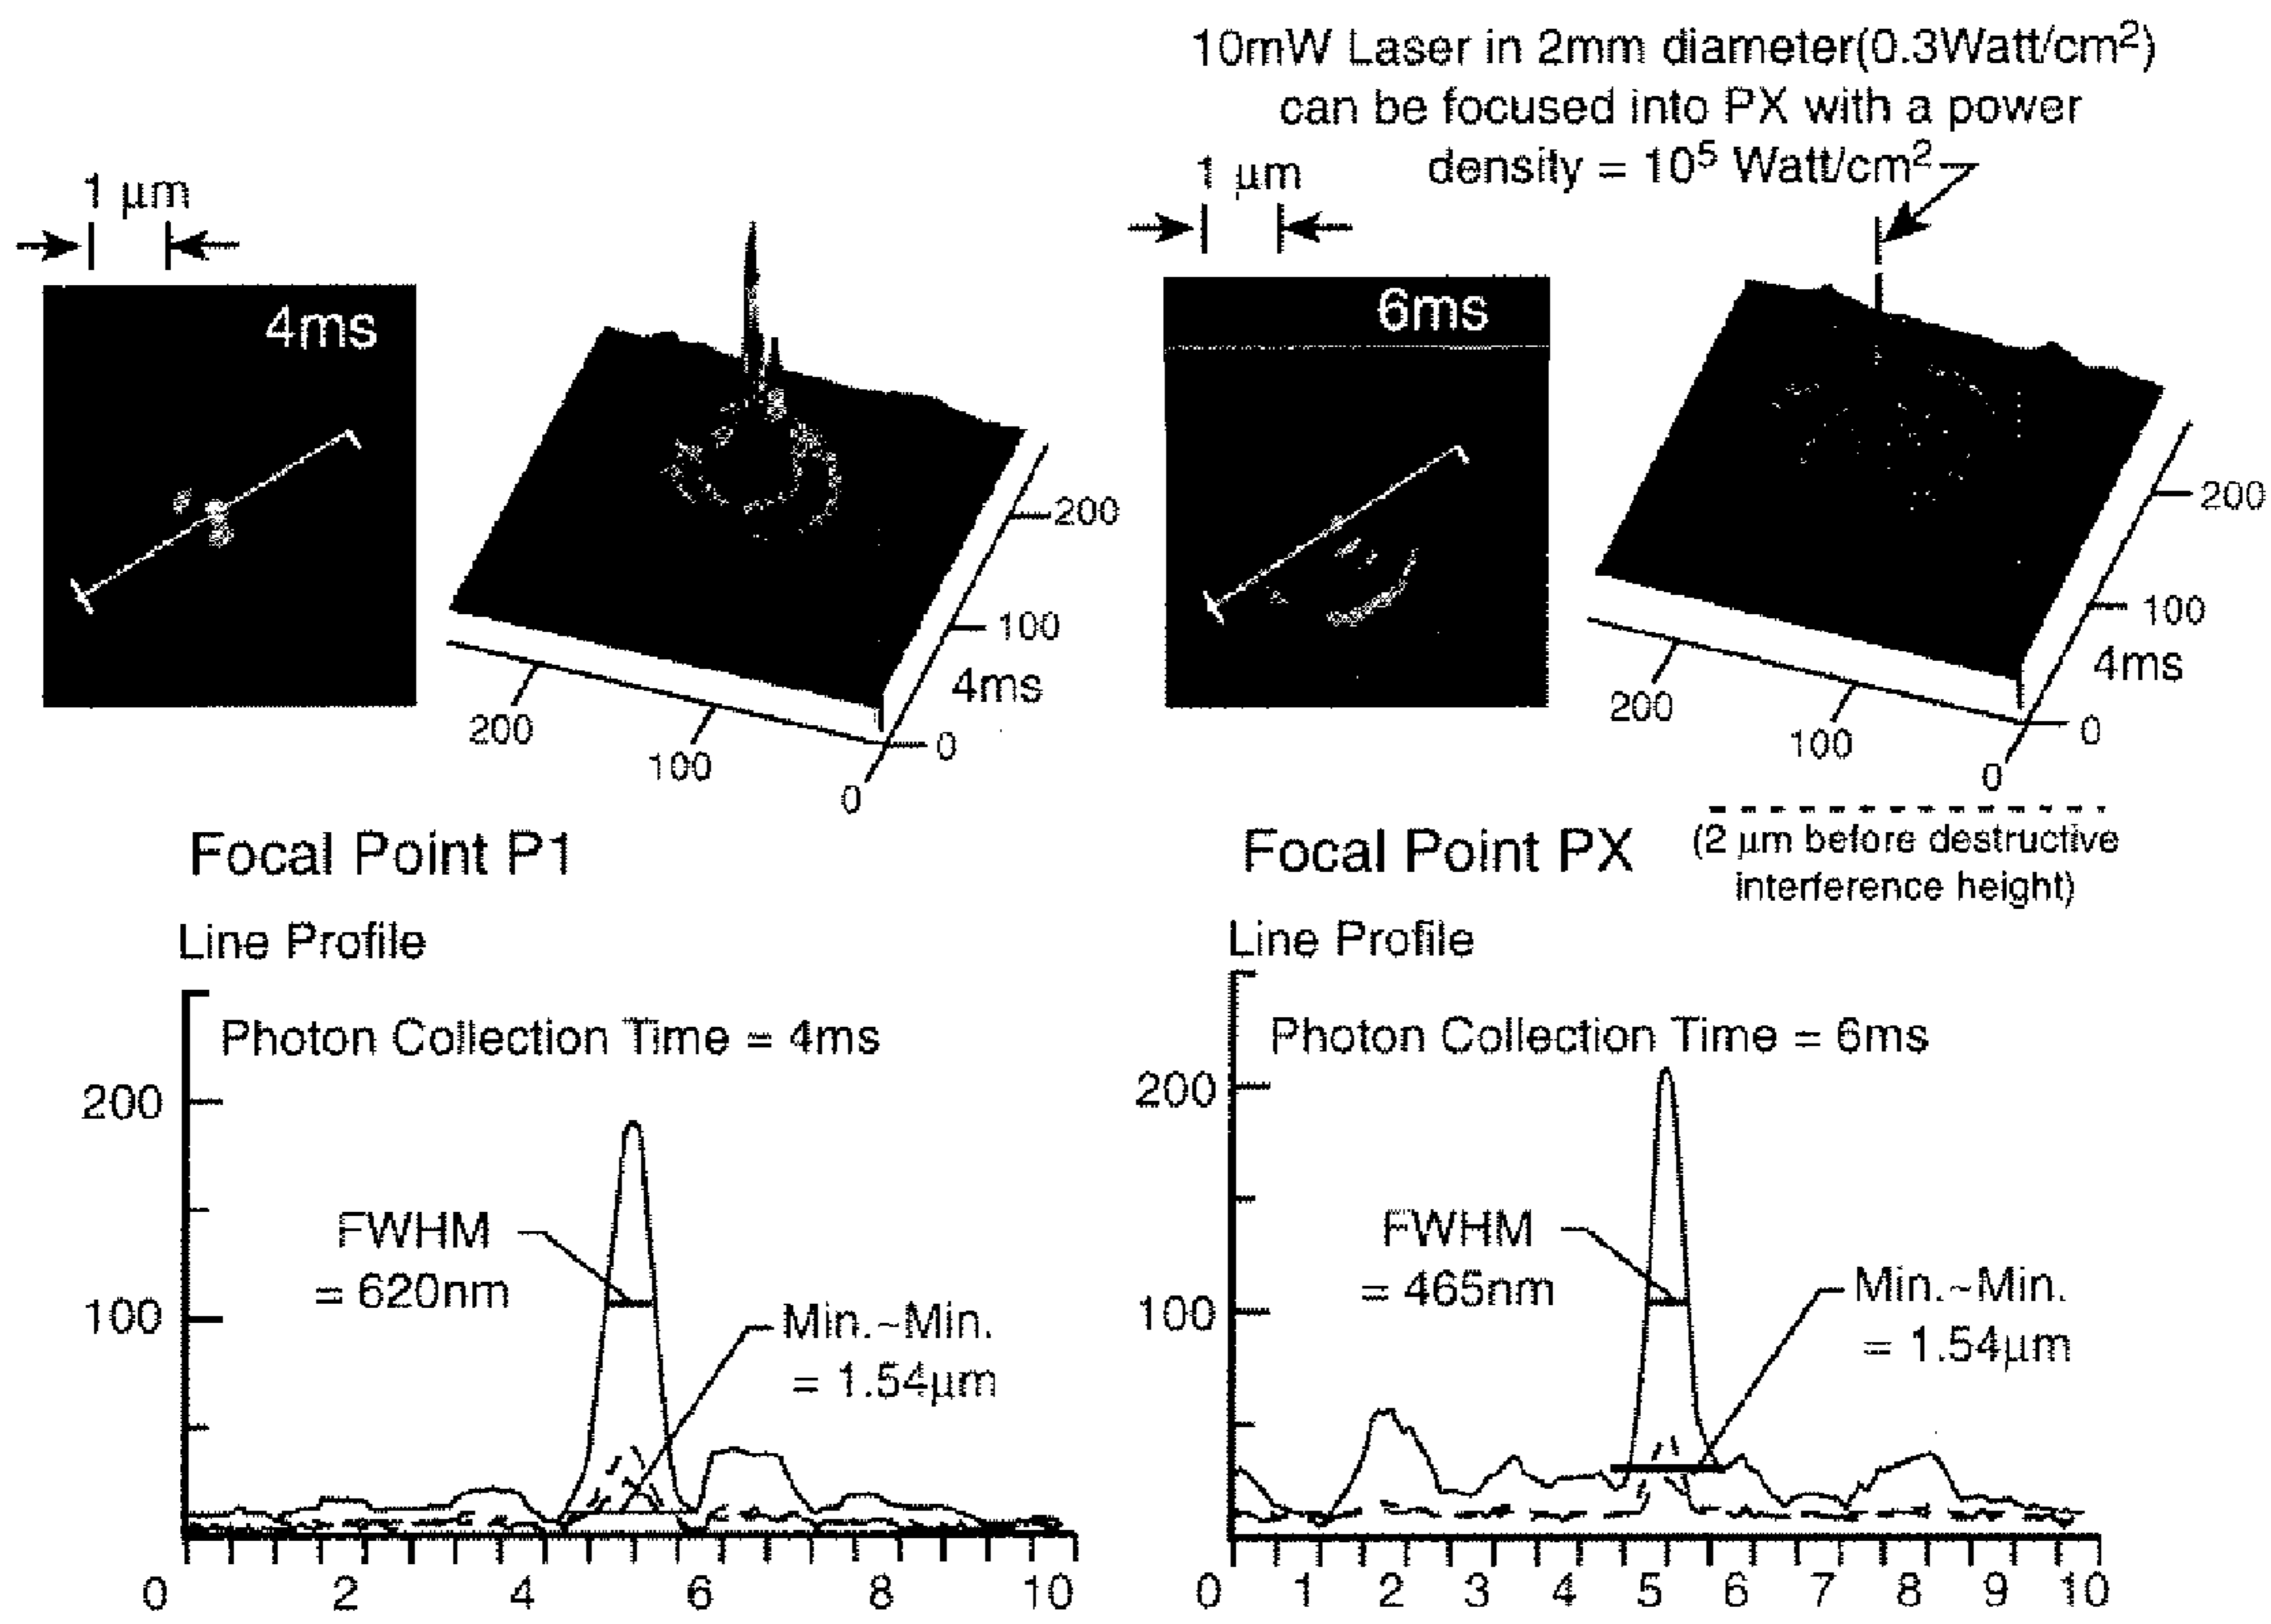 10mW Laser in 2mm diameter(0.3Watt/cm²)
can be focused into PX with a power
density = 10⁵ Watt/cm²
1 µm
1 µm
4ms
200
100
4ms
0
200
100
0
6ms
200
100
4ms
0
200
100
0
Focal Point P1
Focal Point PX
(2 µm before destructive
interference height)
Line Profile
Photon Collection Time = 4ms
200
100
FWHM
= 620nm
Min.~Min.
= 1.54µm
0 2 4 6 8 10
Line Profile
Photon Collection Time = 6ms
200
100
FWHM
= 465nm
Min.~Min.
= 1.54µm
0 1 2 3 4 5 6 7 8 9 10